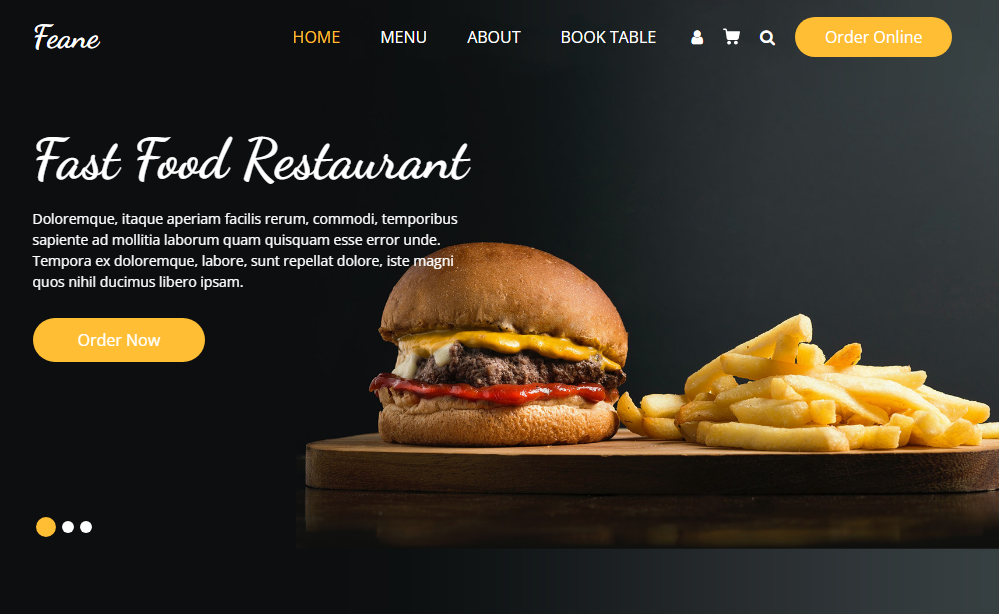 Feane
HOME MENU ABOUT BOOK TABLE Order Online
Fast Food Restaurant
Doloremque, itaque aperiam facilis rerum, commodi, temporibus
sapiente ad mollitia laborum quam quisquam esse error unde.
Tempora ex doloremque, labore, sunt repellat dolore, iste magni
quos nihil ducimus libero ipsam.
Order Now